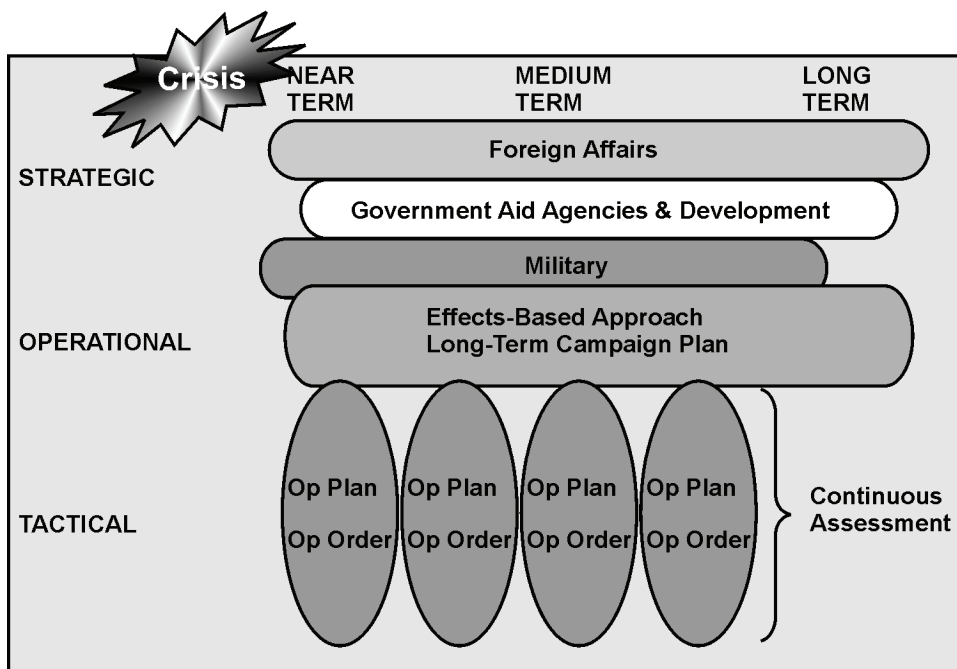 Crisis
NEAR TERM
MEDIUM TERM
LONG TERM
STRATEGIC
Foreign Affairs
Government Aid Agencies & Development
Military
OPERATIONAL
Effects-Based Approach
Long-Term Campaign Plan
TACTICAL
Op Plan
Op Order
Op Plan
Op Order
Op Plan
Op Order
Op Plan
Op Order
Continuous
Assessment